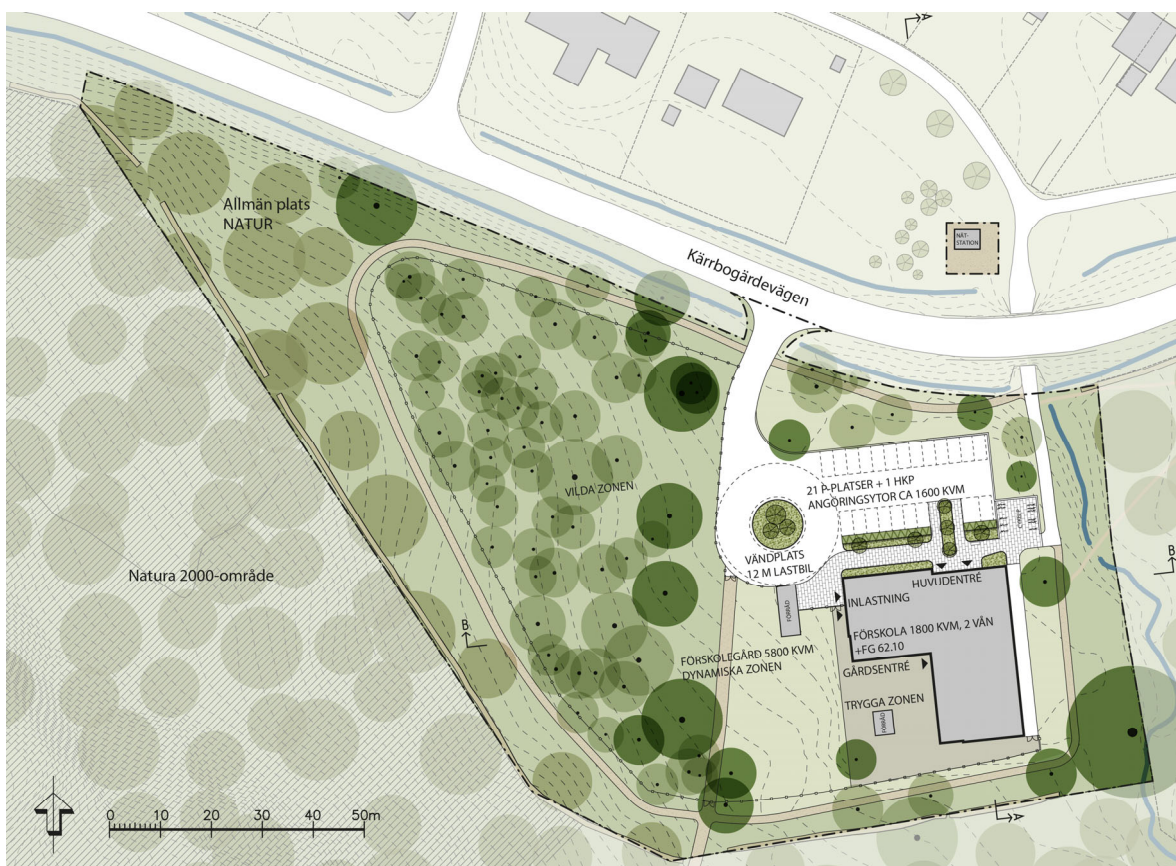 A
NÄT-
STATION
Allmän plats
NATUR
Kärrbogärdevägen
VILDA ZONEN
21 P-PLATSER + 1 HKP
ANGÖRINGSYTOR CA 1600 KVM
VÄNDPLATS
12 M LASTBIL
Natura 2000-område
B
HUVUDENTRÉ
INLASTNING
FÖRRÅD
FÖRSKOLA 1800 KVM, 2 VÅN
+FG 62.10
B
FÖRSKOLEGÅRD 5800 KVM
DYNAMISKA ZONEN
GÅRDSENTRÉ
TRYGGA ZONEN
FÖRRÅD
0 10 20 30 40 50m
A